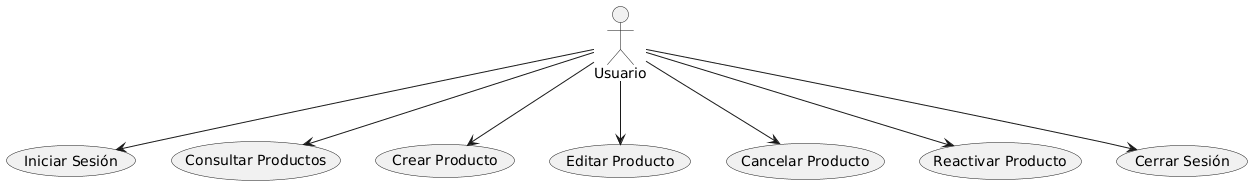 Usuario
Iniciar Sesión
Consultar Productos
Crear Producto
Editar Producto
Cancelar Producto
Reactivar Producto
Cerrar Sesión